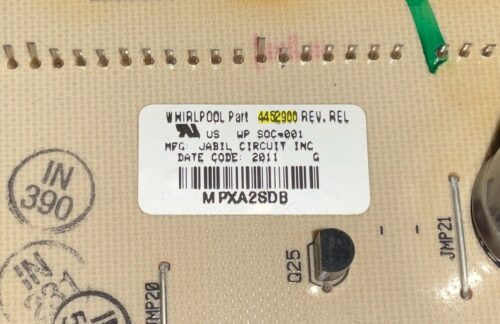 WHIRLPOOL Part 4452900 REV. REL
US WP SOC=001
MFG: JABIL CIRCUIT INC
DATE CODE: 2011 G
MPXA2SDB
IN
390
Q25
JMP21
JMP20
IN